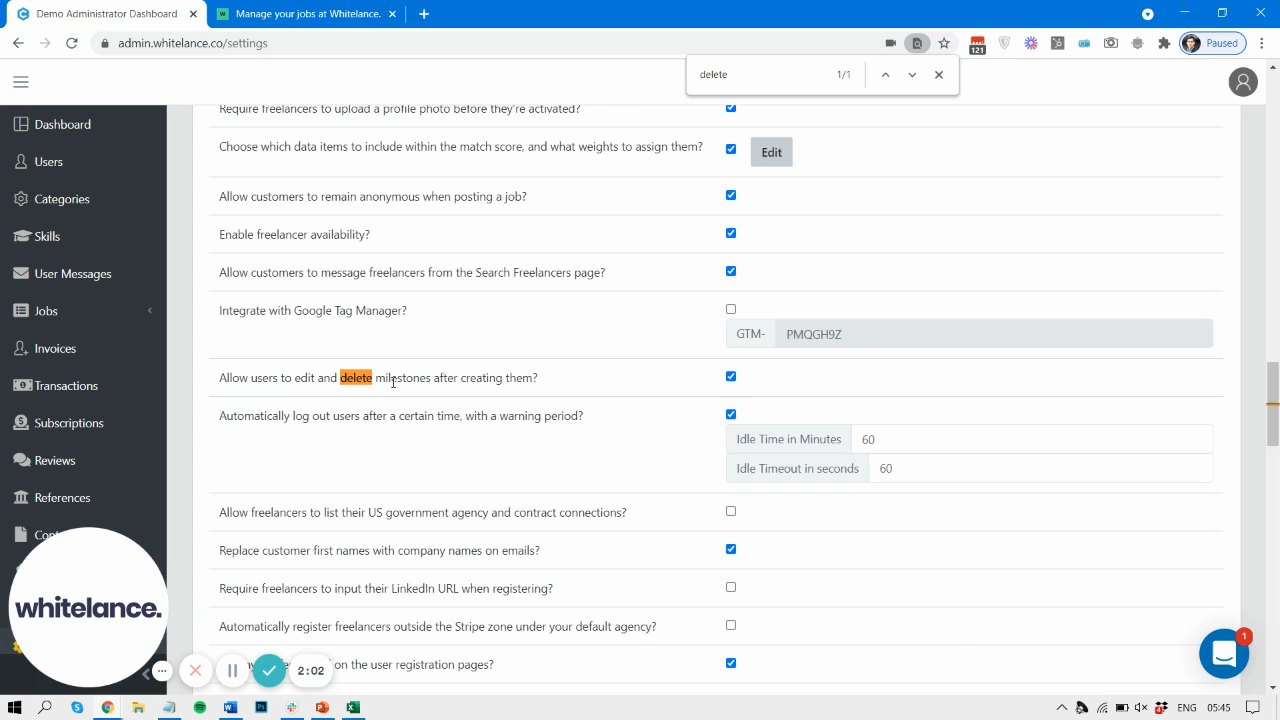 Demo Administrator Dashboard
Manage your jobs at Whitelance.
admin.whitelance.co/settings
121
Paused
delete 1/1
Require freelancers to upload a profile photo before they're activated?
Dashboard
Users
Categories
Skills
User Messages
Jobs
Invoices
Transactions
Subscriptions
Reviews
References
Choose which data items to include within the match score, and what weights to assign them?
Edit
Allow customers to remain anonymous when posting a job?
Enable freelancer availability?
Allow customers to message freelancers from the Search Freelancers page?
Integrate with Google Tag Manager?
GTM- PMQGH9Z
Allow users to edit and delete milestones after creating them?
Automatically log out users after a certain time, with a warning period?
Idle Time in Minutes 60
Idle Timeout in seconds 60
Allow freelancers to list their US government agency and contract connections?
Replace customer first names with company names on emails?
Require freelancers to input their LinkedIn URL when registering?
Automatically register freelancers outside the Stripe zone under your default agency?
on the user registration pages?
whitelance.
2:02
1
ENG 05:45